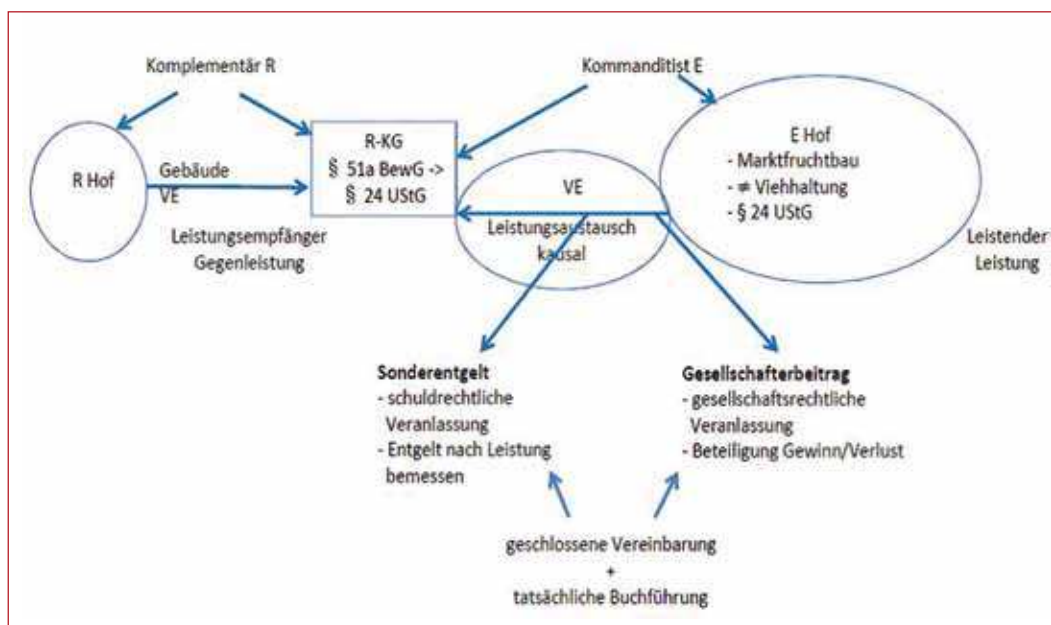 Komplementär R
Kommanditist E
R Hof
Gebäude
VE
R-KG
§ 51a BewG ->
§ 24 UStG
Leistungsempfänger
Gegenleistung
VE
Leistungsaustausch
kausal
E Hof
- Marktfruchtbau
- ≠ Viehhaltung
- § 24 UStG
Leistender
Leistung
Sonderentgelt
- schuldrechtliche
Veranlassung
- Entgelt nach Leistung
bemessen
Gesellschafterbeitrag
- gesellschaftsrechtliche
Veranlassung
- Beteiligung Gewinn/Verlust
geschlossene Vereinbarung
+
tatsächliche Buchführung